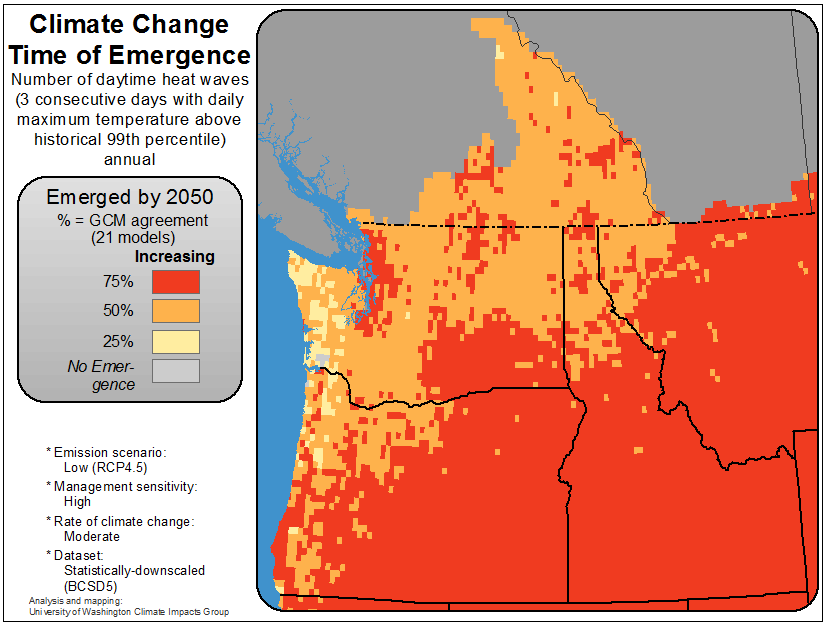 Climate Change
Time of Emergence
Number of daytime heat waves
(3 consecutive days with daily
maximum temperature above
historical 99th percentile)
annual
Emerged by 2050
% = GCM agreement
(21 models)
Increasing
75%
50%
25%
No Emer-
gence
* Emission scenario:
Low (RCP4.5)
* Management sensitivity:
High
* Rate of climate change:
Moderate
* Dataset:
Statistically-downscaled
(BCSD5)
Analysis and mapping:
University of Washington Climate Impacts Group